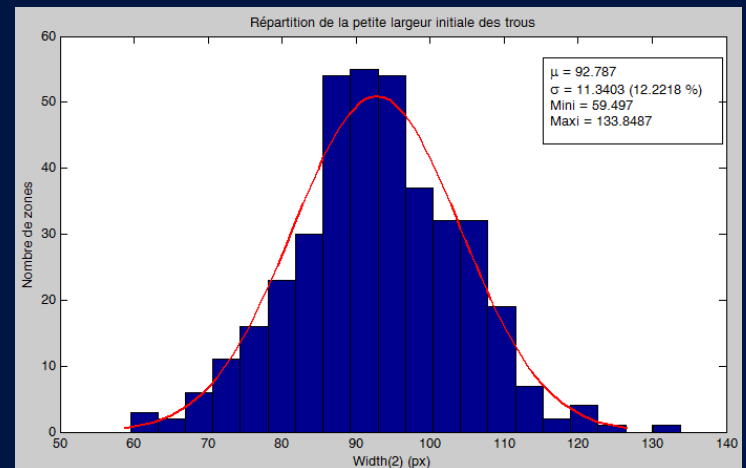 Répartition de la petite largeur initiale des trous
60
50
40
30
20
10
0
Nombre de zones
μ = 92.787
σ = 11.3403 (12.2218 %)
Mini = 59.497
Maxi = 133.8487
50 60 70 80 90 100 110 120 130 140
Width(2) (px)